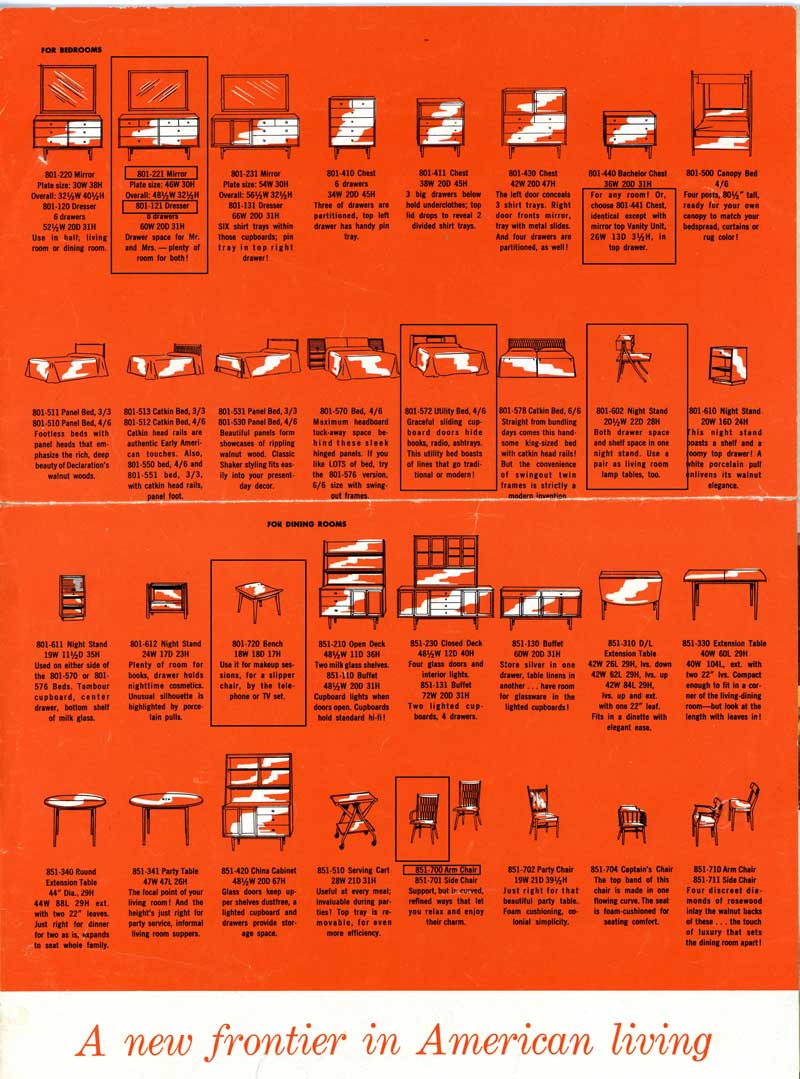 FOR BEDROOMS
801-220 Mirror
Plate size: 30W 38H
Overall: 32½W 40½H
801-120 Dresser
6 drawers
52½W 20D 31H
Use in hall; living
room or dining room.
801-221 Mirror
Plate size: 46W 30H
Overall: 48½W 32½H
801-121 Dresser
8 drawers
60W 20D 31H
Drawer space for Mr.
and Mrs. — plenty of
room for both!
801-231 Mirror
Plate size: 54W 30H
Overall: 56½W 32½H
801-131 Dresser
66W 20D 31H
SIX shirt trays within
those cupboards; pin
tray in top right
drawer!
801-410 Chest
6 drawers
34W 20D 45H
Three of drawers are
partitioned, top left
drawer has handy pin
tray.
801-411 Chest
38W 20D 45H
3 big drawers below
hold underclothes; top
lid drops to reveal 2
divided shirt trays.
801-430 Chest
42W 20D 47H
The left door conceals
3 shirt trays. Right
door fronts mirror,
tray with metal slides.
And four drawers are
partitioned, as well!
801-440 Bachelor Chest
36W 20D 31H
For any room! Or,
choose 801-441 Chest,
identical except with
mirror top Vanity Unit,
26W 13D 3½H, in
top drawer.
801-500 Canopy Bed
4/6
Four posts, 80½" tall,
ready for your own
canopy to match your
bedspread, curtains or
rug color!
801-511 Panel Bed, 3/3
801-510 Panel Bed, 4/6
Footless beds with
panel heads that em-
phasize the rich, deep
beauty of Declaration's
walnut woods.
801-513 Catkin Bed, 3/3
801-512 Catkin Bed, 4/6
Catkin head rails are
authentic Early Ameri-
can touches. Also,
801-550 bed, 4/6 and
801-551 bed, 3/3,
with catkin head rails,
panel foot.
801-531 Panel Bed, 3/3
801-530 Panel Bed, 4/6
Beautiful panels form
showcases of rippling
walnut wood. Classic
Shaker styling fits eas-
ily into your present-
day decor.
801-570 Bed, 4/6
Maximum headboard
tuck-away space be-
hind these sleek
hinged panels. If you
like LOTS of bed, try
the 801-576 version,
6/6 size with swing-
out frames.
801-572 Utility Bed, 4/6
Graceful sliding cup-
board doors hide
books, radio, ashtrays.
This utility bed boasts
of lines that go tradi-
tional or modern!
801-578 Catkin Bed, 6/6
Straight from bundling
days comes this hand-
some king-sized bed
with catkin head rails!
But the convenience
of swingout twin
frames is strictly a
modern invention.
801-602 Night Stand
20½W 22D 28H
Both drawer space
and shelf space in one
night stand. Use a
pair as living room
lamp tables, too.
801-610 Night Stand
20W 16D 24H
This night stand
boasts a shelf and a
roomy top drawer! A
white porcelain pull
enlivens its walnut
elegance.
FOR DINING ROOMS
801-611 Night Stand
19W 11½D 35H
Used on either side of
the 801-570 or 801-
576 Beds. Tambour
cupboard, center
drawer, bottom shelf
of milk glass.
801-612 Night Stand
24W 17D 23H
Plenty of room for
books, drawer holds
nighttime cosmetics.
Unusual silhouette is
highlighted by porce-
lain pulls.
801-720 Bench
18W 18D 17H
Use it for makeup ses-
sions, for a slipper
chair, by the tele-
phone or TV set.
851-210 Open Deck
48½W 11D 36H
Two milk glass shelves.
851-110 Buffet
48½W 20D 31H
Cupboard lights when
doors open. Cupboards
hold standard hi-fi!
851-230 Closed Deck
48½W 12D 40H
Four glass doors and
interior lights.
851-131 Buffet
72W 20D 31H
Two lighted cup-
boards, 4 drawers.
851-130 Buffet
60W 20D 31H
Store silver in one
drawer, table linens in
another . . . have room
for glassware in the
lighted cupboards!
851-310 D/L
Extension Table
42W 26L 29H, lvs. down
42W 62L 29H, lvs. up
42W 84L 29H,
lvs. up and ext.
with one 22" leaf.
Fits in a dinette with
elegant ease.
851-330 Extension Table
40W 60L 29H
40W 104L, ext. with
two 22" lvs. Compact
enough to fit in a cor-
ner of the living-dining
room—but look at the
length with leaves in!
851-340 Round
Extension Table
44" Dia., 29H
44W 88L 29H ext.
with two 22" leaves.
Just right for dinner
for two as is, expands
to seat whole family.
851-341 Party Table
47W 47L 26H
The focal point of your
living room! And the
height's just right for
party service, informal
living room suppers.
851-420 China Cabinet
48½W 20D 67H
Glass doors keep up-
per shelves dustfree, a
lighted cupboard and
drawers provide stor-
age space.
851-510 Serving Cart
28W 21D 31H
Useful at every meal;
invaluable during par-
ties! Top tray is re-
movable, for even
more efficiency.
851-700 Arm Chair
851-701 Side Chair
Support, but in curved,
refined ways that let
you relax and enjoy
their charm.
851-702 Party Chair
19W 21D 39½H
Just right for that
beautiful party table.
Foam cushioning, co-
lonial simplicity.
851-704 Captain's Chair
The top band of this
chair is made in one
flowing curve. The seat
is foam-cushioned for
seating comfort.
851-710 Arm Chair
851-711 Side Chair
Four discreet dia-
monds of rosewood
inlay the walnut backs
of these . . . the touch
of luxury that sets
the dining room apart!
A new frontier in American living